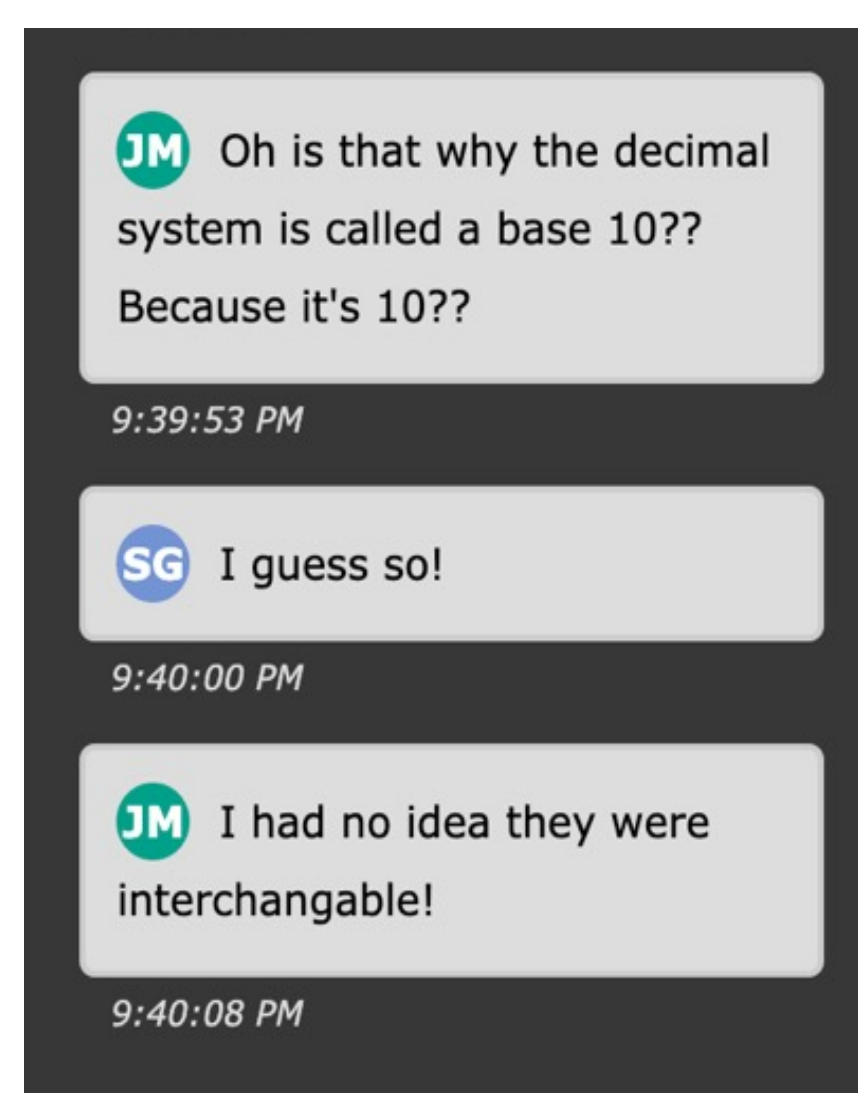 JM Oh is that why the decimal
system is called a base 10??
Because it's 10??
9:39:53 PM
SG I guess so!
9:40:00 PM
JM I had no idea they were
interchangable!
9:40:08 PM